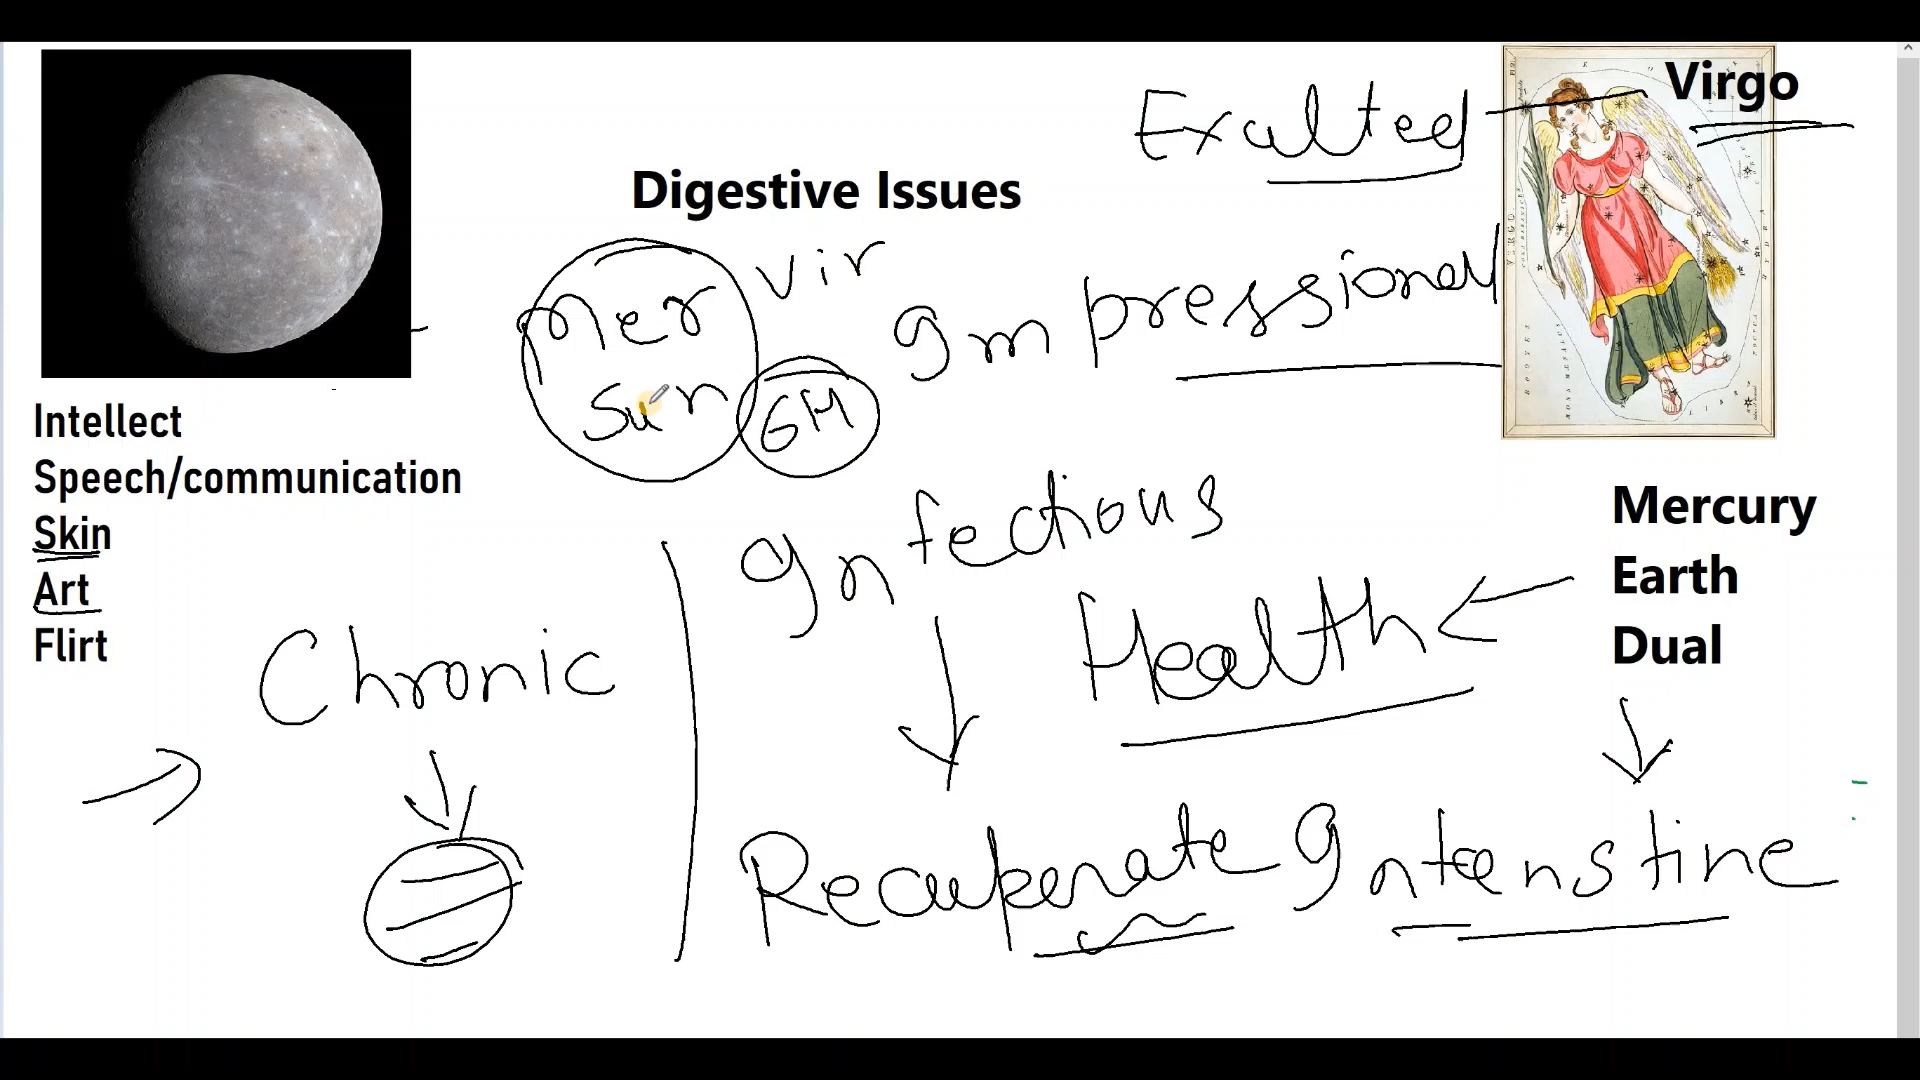 Virgo
Exalted
Digestive Issues
Mer Vir
Impressional
Sun 6H
Intellect
Speech/communication
Skin
Art
Flirt
Mercury
Earth
Dual
Infections
Health
Chronic
Recuperate Intenstine